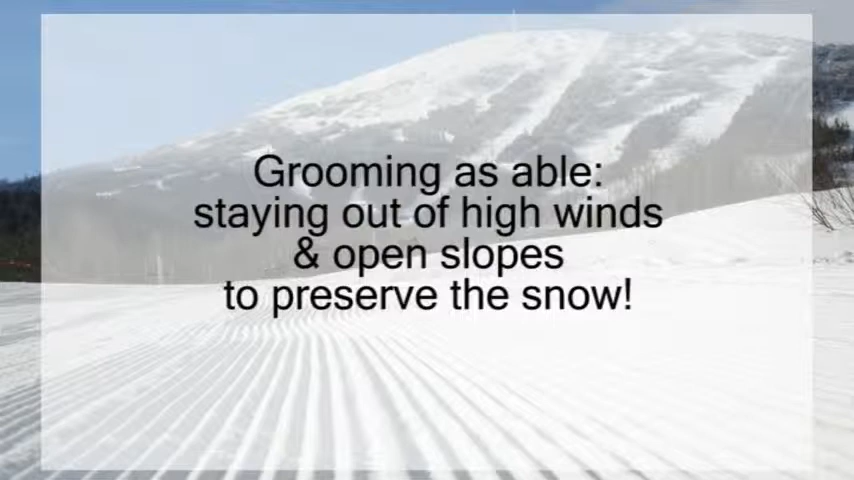 Grooming as able:
staying out of high winds
& open slopes
to preserve the snow!